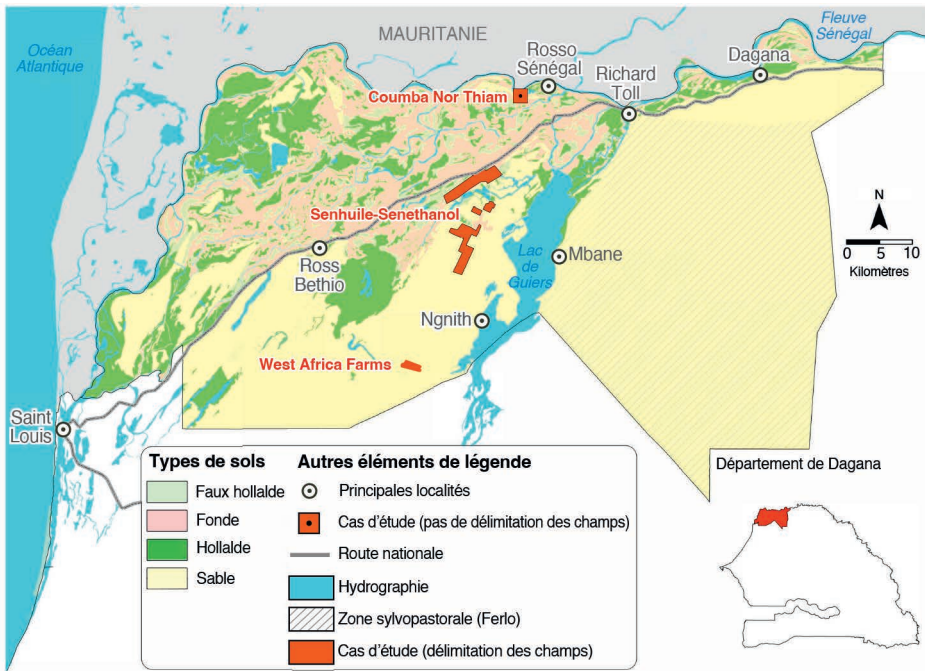 Océan
Atlantique
MAURITANIE
Fleuve
Sénégal
Rosso
Sénégal
Richard
Toll
Dagana
Coumba Nor Thiam
Senhuile-Senethanol
Ross
Bethio
Lac
de
Guiers
Mbane
Ngnith
West Africa Farms
Saint
Louis
N
0 5 10
Kilomètres
Types de sols
Faux hollalde
Fonde
Hollalde
Sable
Autres éléments de légende
Principales localités
Cas d'étude (pas de délimitation des champs)
Route nationale
Hydrographie
Zone sylvopastorale (Ferlo)
Cas d'étude (délimitation des champs)
Département de Dagana